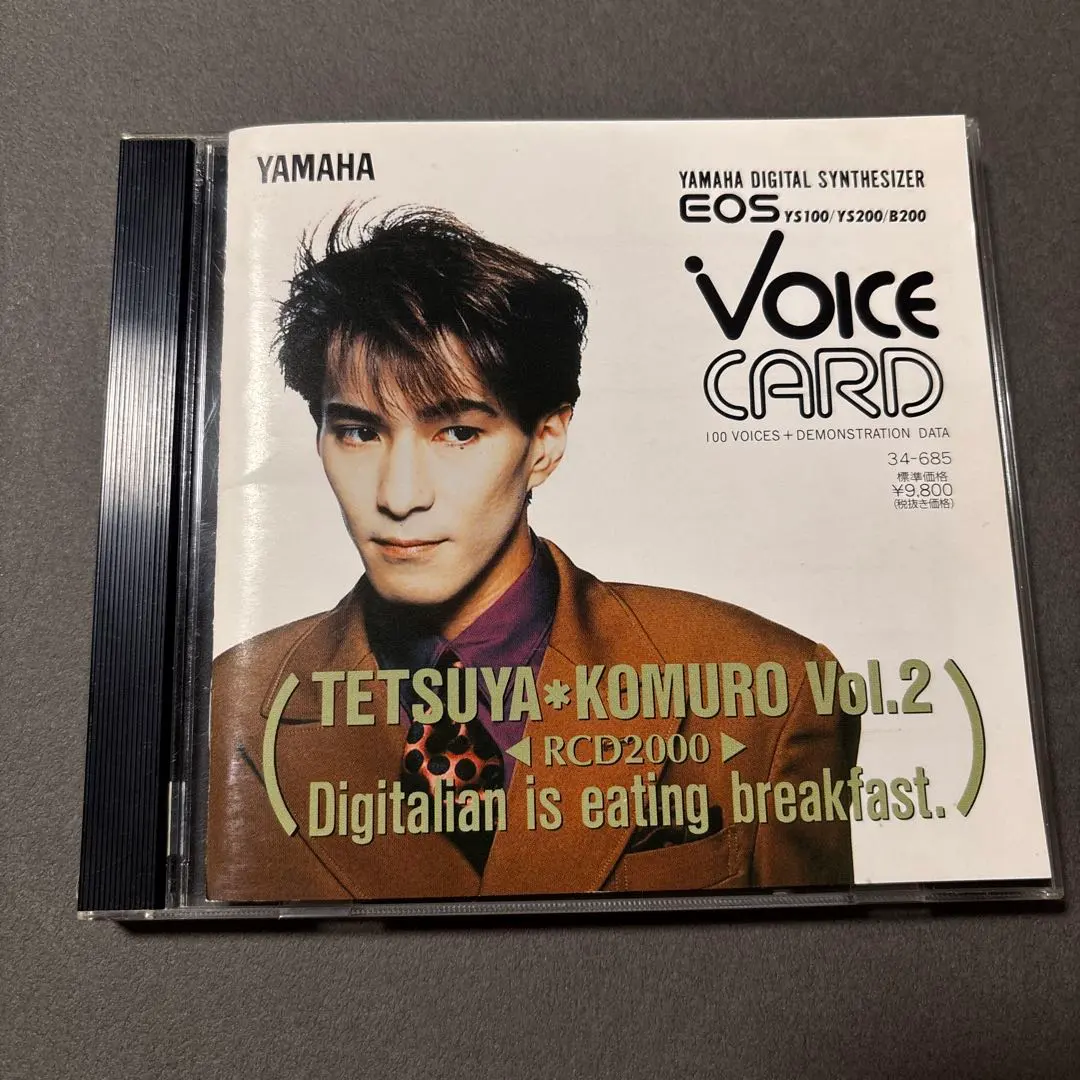 YAMAHA
YAMAHA DIGITAL SYNTHESIZER
EOS YS100/YS200/B200
VOICE
CARD
100 VOICES+DEMONSTRATION DATA
34-685
標準価格
¥9,800
(税抜き価格)
(TETSUYA*KOMURO Vol.2
◀ RCD2000 ▶
Digitalian is eating breakfast.)